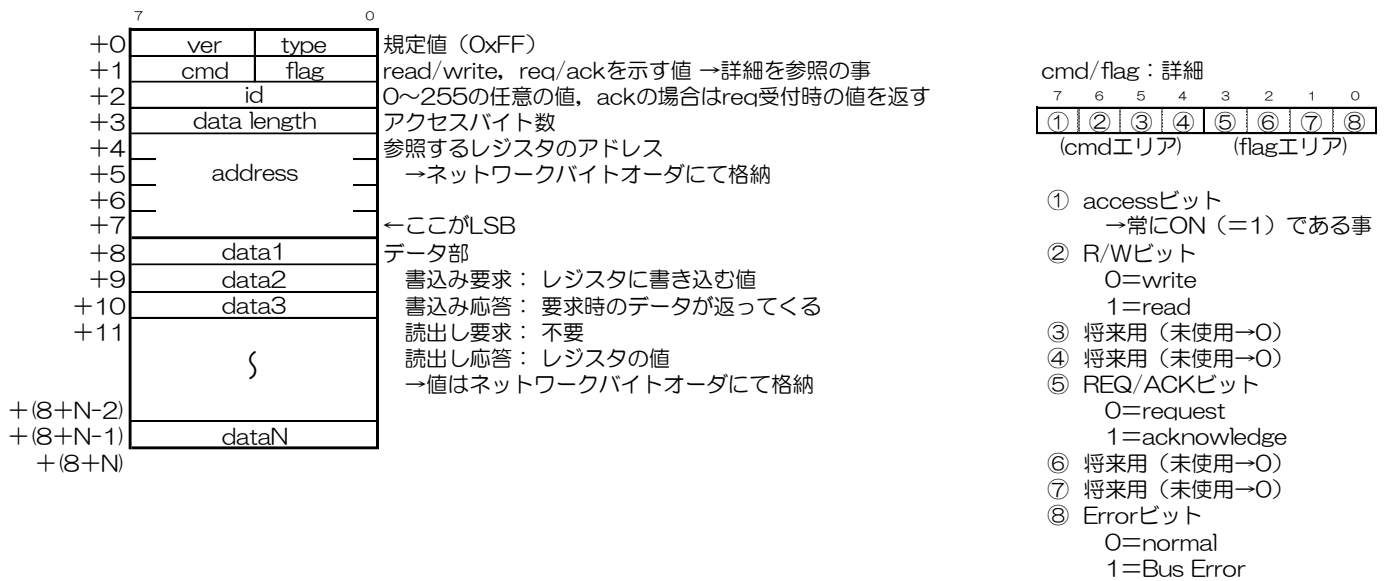 7 0
+0 ver type 規定値（0xFF）
+1 cmd flag read/write，req/ackを示す値 →詳細を参照の事
+2 id 0～255の任意の値，ackの場合はreq受付時の値を返す
+3 data length アクセスバイト数
+4 参照するレジスタのアドレス
+5 address →ネットワークバイトオーダにて格納
+6
+7 ←ここがLSB
+8 data1 データ部
+9 data2 書込み要求： レジスタに書き込む値
+10 data3 書込み応答： 要求時のデータが返ってくる
+11 読出し要求： 不要
～ 読出し応答： レジスタの値
→値はネットワークバイトオーダにて格納
+(8+N-2)
+(8+N-1) dataN
+(8+N)
cmd/flag：詳細
7 6 5 4 3 2 1 0
① ② ③ ④ ⑤ ⑥ ⑦ ⑧
(cmdエリア) (flagエリア)
① accessビット
→常にON（＝1）である事
② R/Wビット
0＝write
1＝read
③ 将来用（未使用→0）
④ 将来用（未使用→0）
⑤ REQ/ACKビット
0＝request
1＝acknowledge
⑥ 将来用（未使用→0）
⑦ 将来用（未使用→0）
⑧ Errorビット
0＝normal
1＝Bus Error